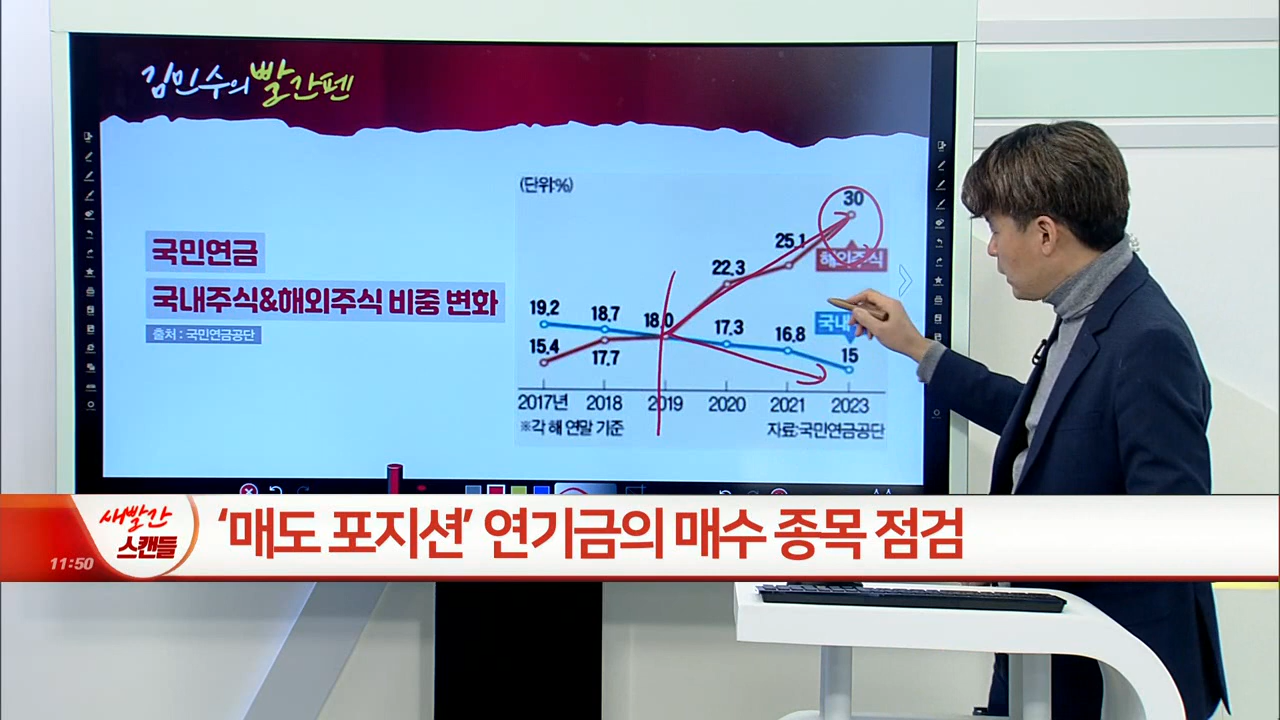 김민수의 빨간펜
국민연금
국내주식&해외주식 비중 변화
출처 : 국민연금공단
(단위:%)
30
25.1
해외주식
22.3
19.2
18.7
18.0
17.3
16.8
국내
15.4
17.7
15
2017년 2018 2019 2020 2021 2023
※각 해 연말 기준
자료:국민연금공단
새빨간
스캔들
11:50
‘매도 포지션’ 연기금의 매수 종목 점검